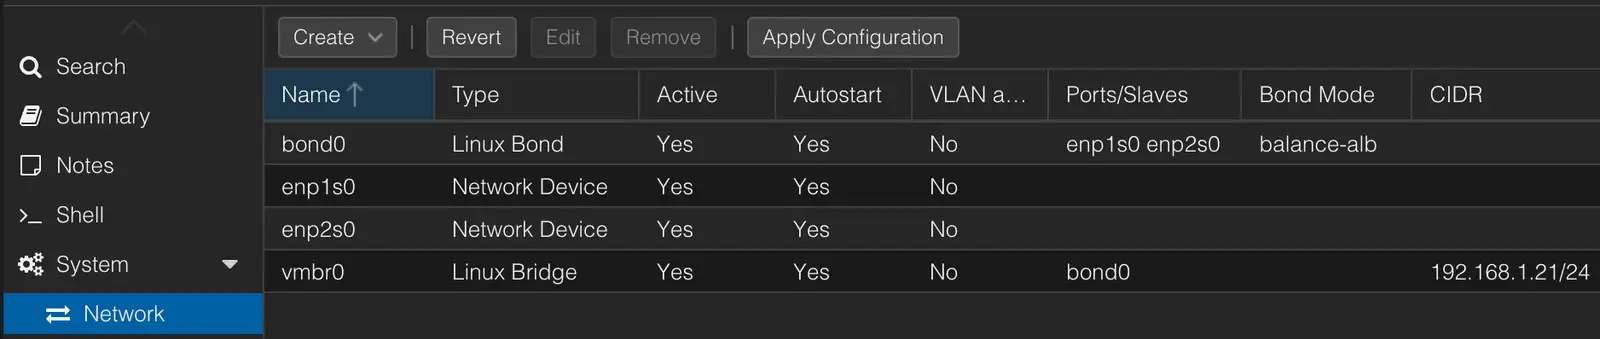 Search
Summary
Notes
Shell
System
Network
Create Revert Edit Remove Apply Configuration
Name Type Active Autostart VLAN a... Ports/Slaves Bond Mode CIDR
bond0 Linux Bond Yes Yes No enp1s0 enp2s0 balance-alb
enp1s0 Network Device Yes Yes No
enp2s0 Network Device Yes Yes No
vmbr0 Linux Bridge Yes Yes No bond0 192.168.1.21/24